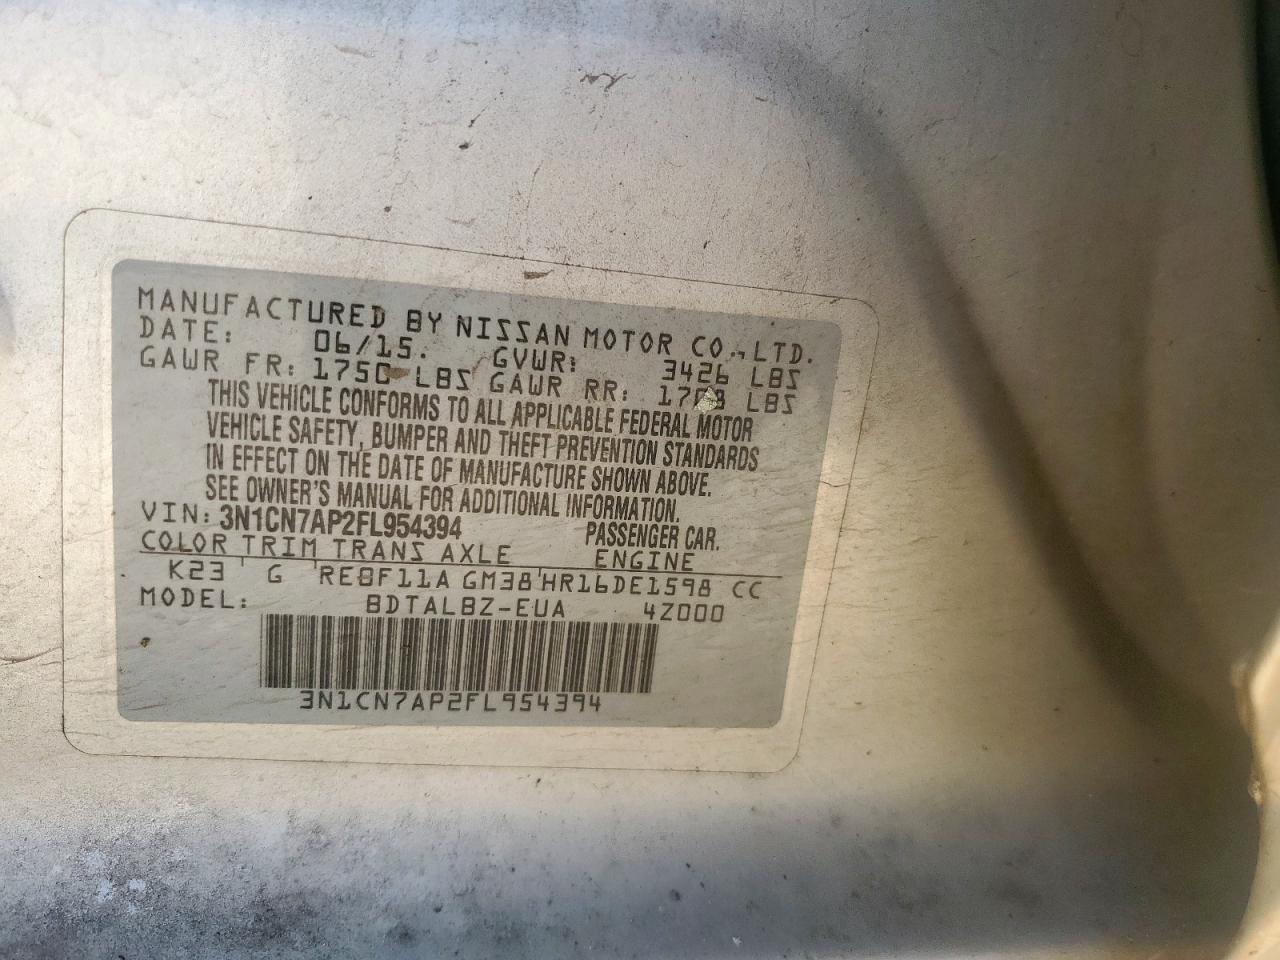 MANUFACTURED BY NISSAN MOTOR CO.,LTD.
DATE: 06/15. GVWR: 3426 LBS
GAWR FR: 1750 LBS GAWR RR: LBS
THIS VEHICLE CONFORMS TO ALL APPLICABLE FEDERAL MOTOR
VEHICLE SAFETY, BUMPER AND THEFT PREVENTION STANDARDS
IN EFFECT ON THE DATE OF MANUFACTURE SHOWN ABOVE.
SEE OWNER'S MANUAL FOR ADDITIONAL INFORMATION.
VIN: 3N1CN7AP2FL954394 PASSENGER CAR.
COLOR TRIM TRANS AXLE ENGINE
K23 G RE0F11A GM38 HR16DE1598 CC
MODEL: BDTALBZ-EUA 4Z000
3N1CN7AP2FL954394